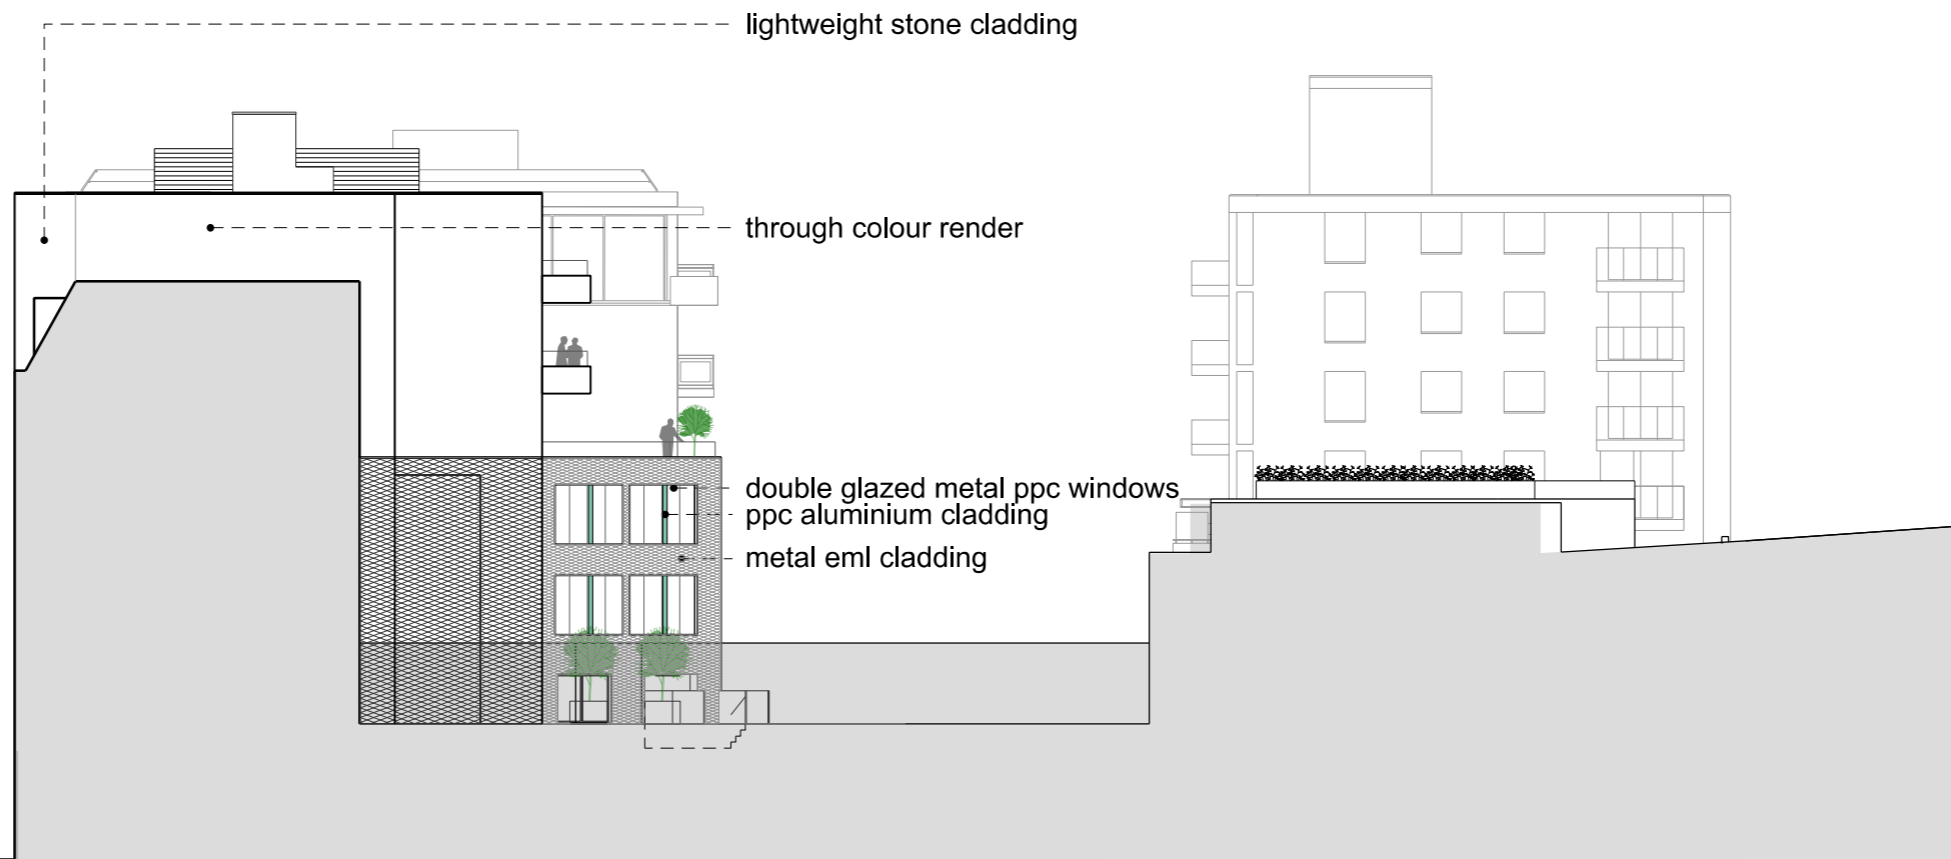 lightweight stone cladding
through colour render
double glazed metal ppc windows
ppc aluminium cladding
metal eml cladding